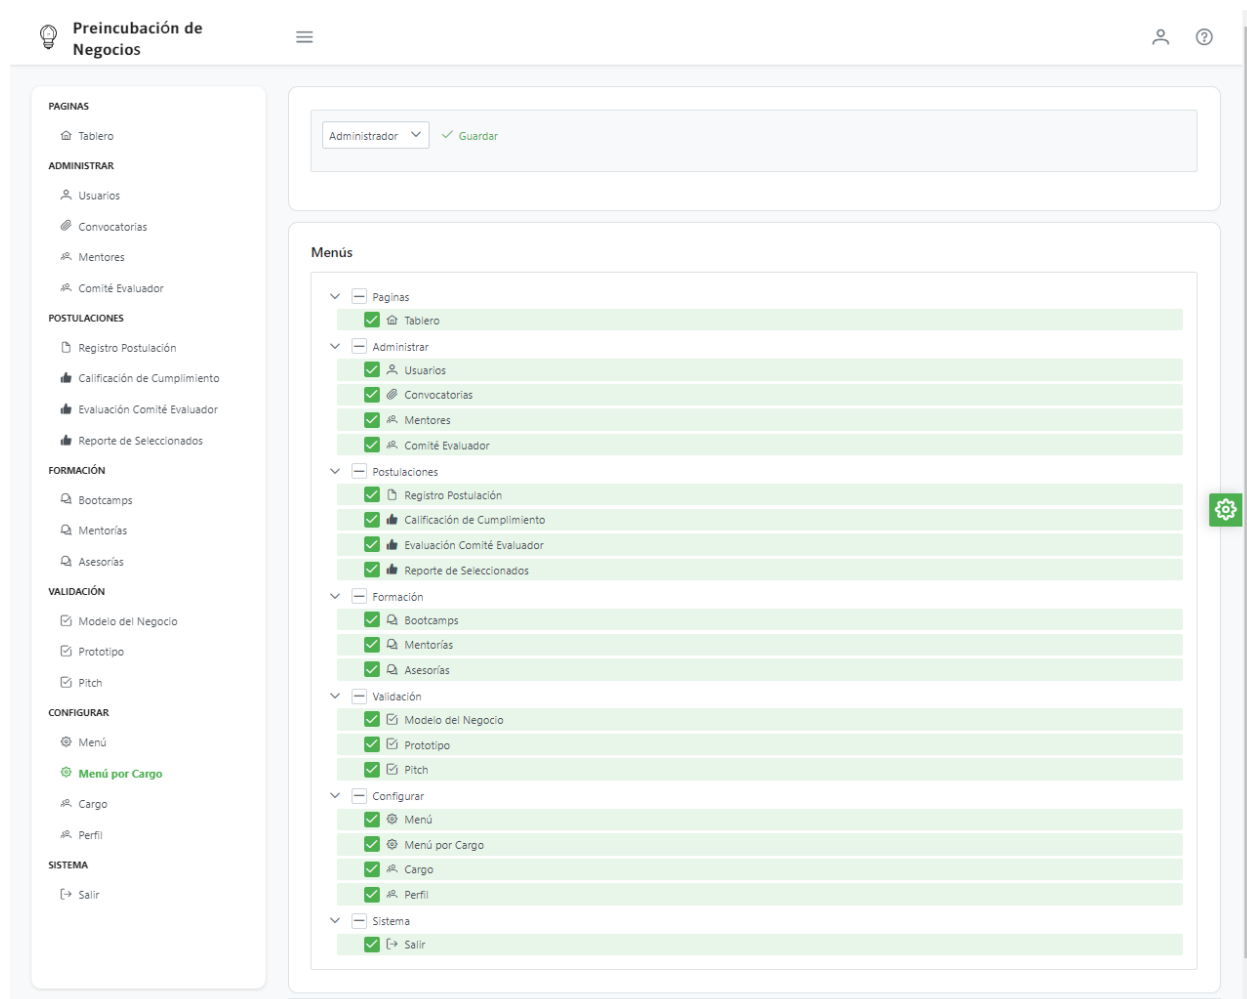 Preincubación de
Negocios
PAGINAS
Tablero
ADMINISTRAR
Usuarios
Convocatorias
Mentores
Comité Evaluador
POSTULACIONES
Registro Postulación
Calificación de Cumplimiento
Evaluación Comité Evaluador
Reporte de Seleccionados
FORMACIÓN
Bootcamps
Mentorías
Asesorías
VALIDACIÓN
Modelo del Negocio
Prototipo
Pitch
CONFIGURAR
Menú
Menú por Cargo
Cargo
Perfil
SISTEMA
Salir
Administrador Guardar
Menús
Paginas
Tablero
Administrar
Usuarios
Convocatorias
Mentores
Comité Evaluador
Postulaciones
Registro Postulación
Calificación de Cumplimiento
Evaluación Comité Evaluador
Reporte de Seleccionados
Formación
Bootcamps
Mentorías
Asesorías
Validación
Modelo del Negocio
Prototipo
Pitch
Configurar
Menú
Menú por Cargo
Cargo
Perfil
Sistema
Salir